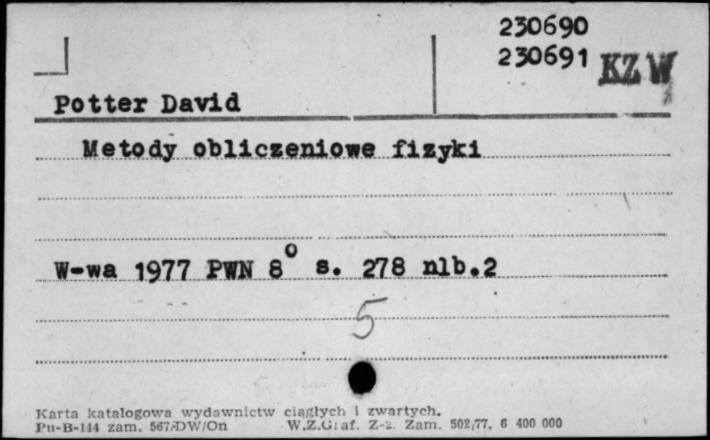 230690
230691 KZW
Potter David
Metody obliczeniowe fizyki
W-wa 1977 PWN 8° s. 278 nlb.2
5
Karta katalogowa wydawnictw ciągłych i zwartych.
Pu-B-144 zam. 567/DW/On W.Z.Graf. Z-2. Zam. 502/77, 6 400 000